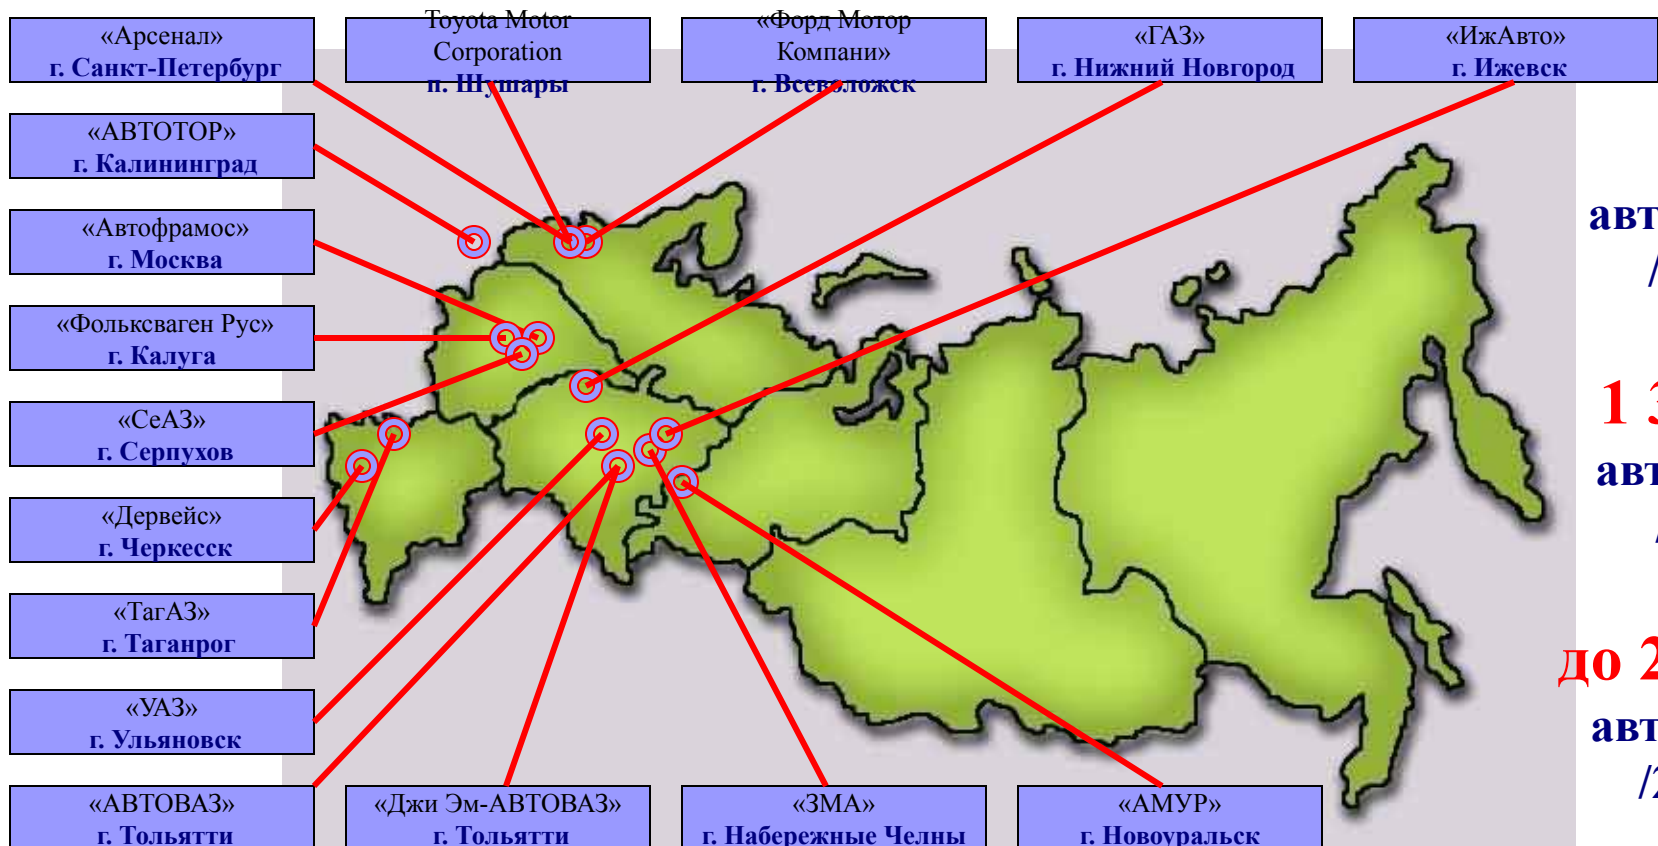 «Арсенал»
г. Санкт-Петербург
Toyota Motor
Corporation
п. Шушары
«Форд Мотор
Компани»
г. Всеволожск
«ГАЗ»
г. Нижний Новгород
«ИжАвто»
г. Ижевск
«АВТОТОР»
г. Калининград
«Автофрамос»
г. Москва
«Фольксваген Рус»
г. Калуга
«СеАЗ»
г. Серпухов
«Дервейс»
г. Черкесск
«ТагАЗ»
г. Таганрог
«УАЗ»
г. Ульяновск
«АВТОВАЗ»
г. Тольятти
«Джи Эм-АВТОВАЗ»
г. Тольятти
«ЗМА»
г. Набережные Челны
«АМУР»
г. Новоуральск
авт
/
1 3
авт
/
до 2
авт
/2